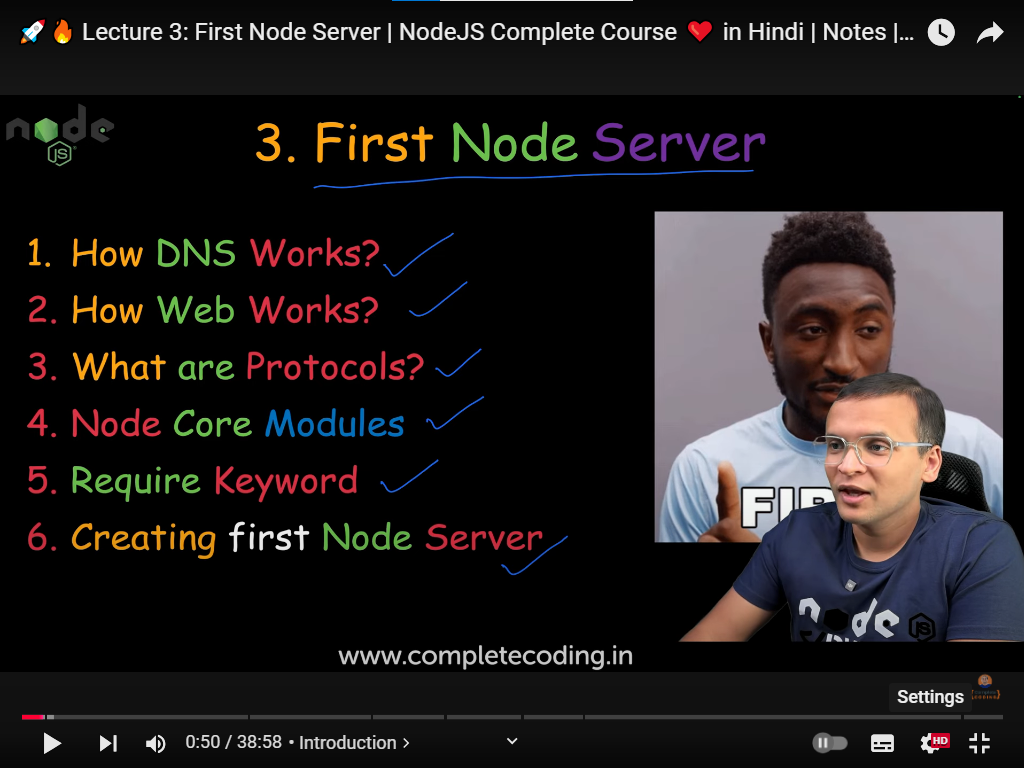 🚀🔥 Lecture 3: First Node Server | NodeJS Complete Course ❤️ in Hindi | Notes |...
node
JS
3. First Node Server
1. How DNS Works?
2. How Web Works?
3. What are Protocols?
4. Node Core Modules
5. Require Keyword
6. Creating first Node Server
FIR
node
JS
www.completecoding.in
Settings
0:50 / 38:58 • Introduction >
HD